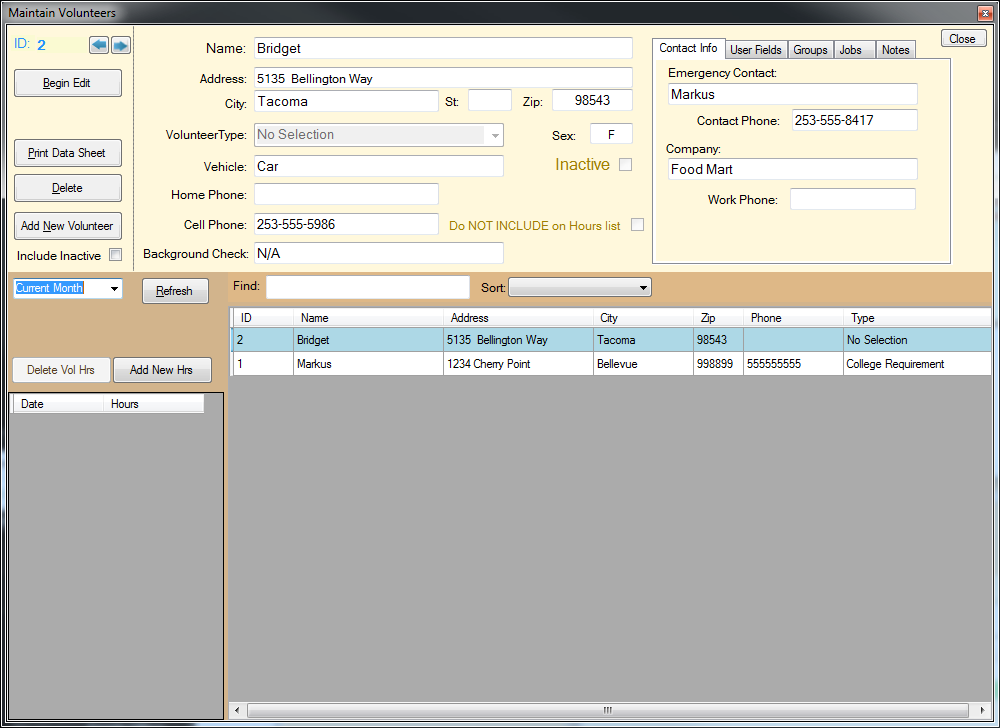 Maintain Volunteers
ID: 2
Begin Edit
Print Data Sheet
Delete
Add New Volunteer
Include Inactive
Name: Bridget
Address: 5135  Bellington Way
City: Tacoma St: Zip: 98543
VolunteerType: No Selection Sex: F
Vehicle: Car Inactive
Home Phone:
Cell Phone: 253-555-5986 Do NOT INCLUDE on Hours list
Background Check: N/A
Close
Contact Info User Fields Groups Jobs Notes
Emergency Contact:
Markus
Contact Phone: 253-555-8417
Company:
Food Mart
Work Phone:
Current Month Refresh
Delete Vol Hrs Add New Hrs
Date Hours
Find: Sort:
ID Name Address City Zip Phone Type
2 Bridget 5135  Bellington Way Tacoma 98543 No Selection
1 Markus 1234 Cherry Point Bellevue 998899 555555555 College Requirement